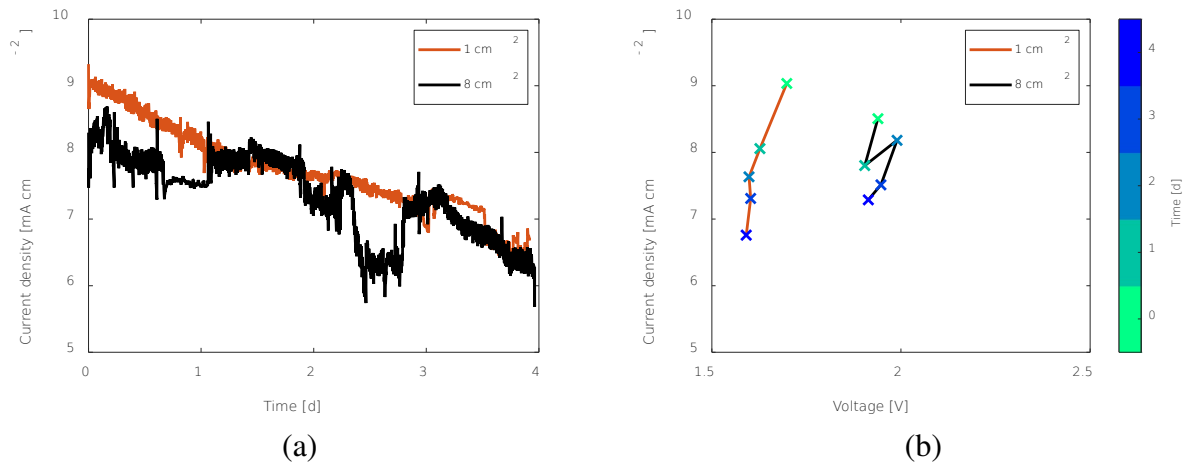 10
9
8
7
6
5
Current density [mA cm - 2 ]
0 1 2 3 4
Time [d]
1 cm 2
8 cm 2
(a)
10
9
8
7
6
5
Current density [mA cm - 2 ]
1.5 2 2.5
Voltage [V]
1 cm 2
8 cm 2
4
3
2
1
0
Time [d]
(b)